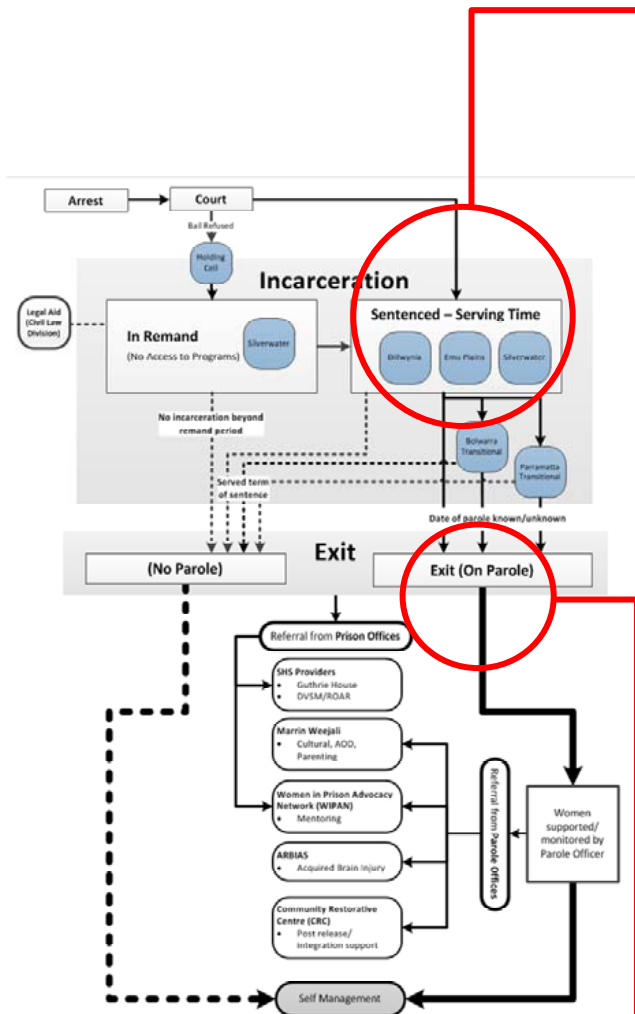 Arrest
Court
Bail Refused
Holding
Cell
Incarceration
Legal Aid
(Civil Law
Division)
In Remand
(No Access to Programs)
Silverwater
Sentenced – Serving Time
Dillwynia
Emu Plains
Silverwater
No incarceration beyond
remand period
Bolwarra
Transitional
Parramatta
Transitional
Served term
of sentence
Date of parole known/unknown
Exit
(No Parole)
Exit (On Parole)
Referral from Prison Offices
SHS Providers
• Guthrie House
• DVSM/ROAR
Marrin Weejali
• Cultural, AOD,
Parenting
Women in Prison Advocacy
Network (WIPAN)
• Mentoring
ARBIAS
• Acquired Brain Injury
Community Restorative
Centre (CRC)
• Post release/
integration support
Referral from Parole Offices
Women
supported/
monitored by
Parole Officer
Self Management